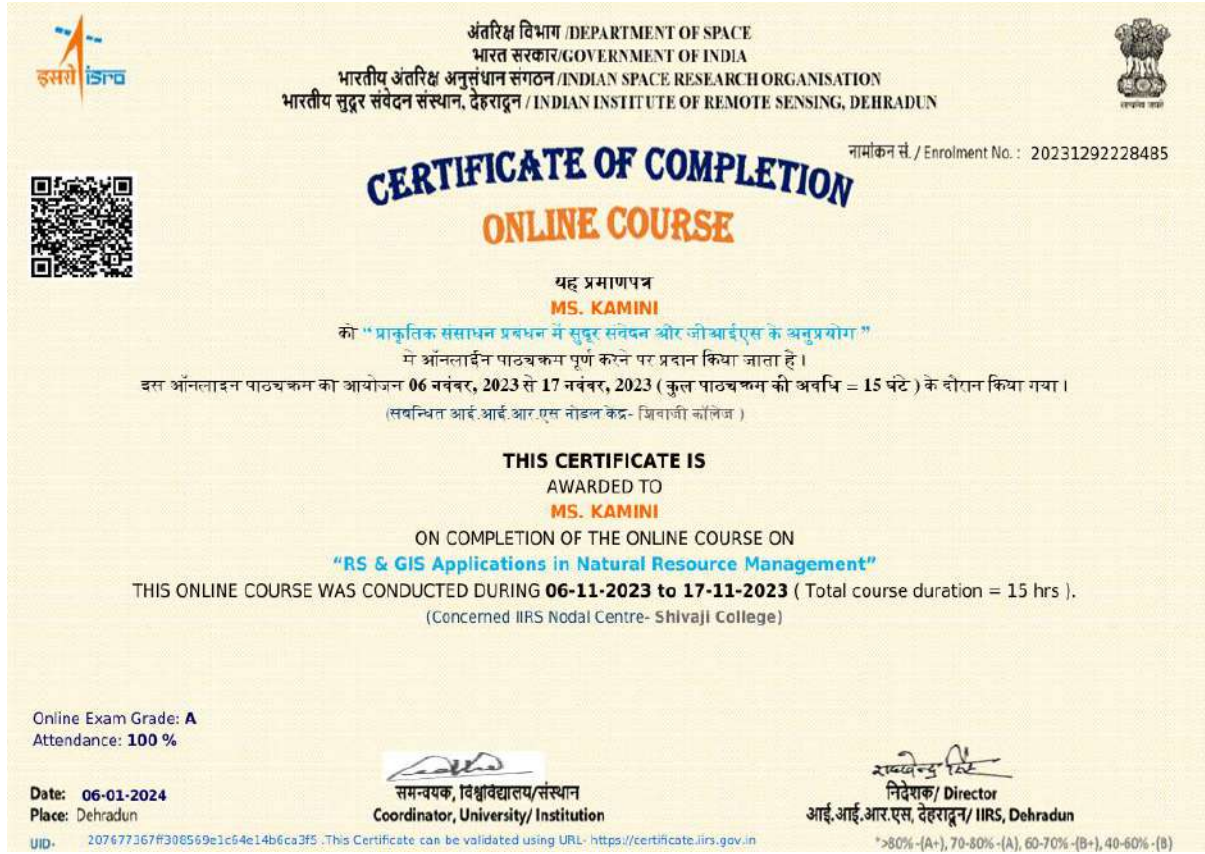 इसरो isro
अंतरिक्ष विभाग /DEPARTMENT OF SPACE
भारत सरकार/GOVERNMENT OF INDIA
भारतीय अंतरिक्ष अनुसंधान संगठन /INDIAN SPACE RESEARCH ORGANISATION
भारतीय सुदूर संवेदन संस्थान, देहरादून / INDIAN INSTITUTE OF REMOTE SENSING, DEHRADUN
सत्यमेव जयते
नामांकन सं. / Enrolment No. : 20231292228485
CERTIFICATE OF COMPLETION
ONLINE COURSE
यह प्रमाणपत्र
MS. KAMINI
को “ प्राकृतिक संसाधन प्रबंधन में सुदूर संवेदन और जीआईएस के अनुप्रयोग ”
मे ऑनलाईन पाठ्यक्रम पूर्ण करने पर प्रदान किया जाता है ।
इस ऑनलाइन पाठ्यक्रम का आयोजन 06 नवंबर, 2023 से 17 नवंबर, 2023 ( कुल पाठ्यक्रम की अवधि = 15 घंटे ) के दौरान किया गया ।
(सबन्धित आई.आई.आर.एस नोडल केंद्र- शिवाजी कॉलेज )
THIS CERTIFICATE IS
AWARDED TO
MS. KAMINI
ON COMPLETION OF THE ONLINE COURSE ON
“RS & GIS Applications in Natural Resource Management”
THIS ONLINE COURSE WAS CONDUCTED DURING 06-11-2023 to 17-11-2023 ( Total course duration = 15 hrs ).
(Concerned IIRS Nodal Centre- Shivaji College)
Online Exam Grade: A
Attendance: 100 %
Date: 06-01-2024
Place: Dehradun
समन्वयक, विश्वविद्यालय/संस्थान
Coordinator, University/ Institution
निदेशक/ Director
आई.आई.आर.एस, देहरादून/ IIRS, Dehradun
UID- 207677367ff308569e1c64e14b6ca3f5 .This Certificate can be validated using URL- https://certificate.iirs.gov.in
*>80% -(A+), 70-80% -(A), 60-70% -(B+), 40-60% -(B)